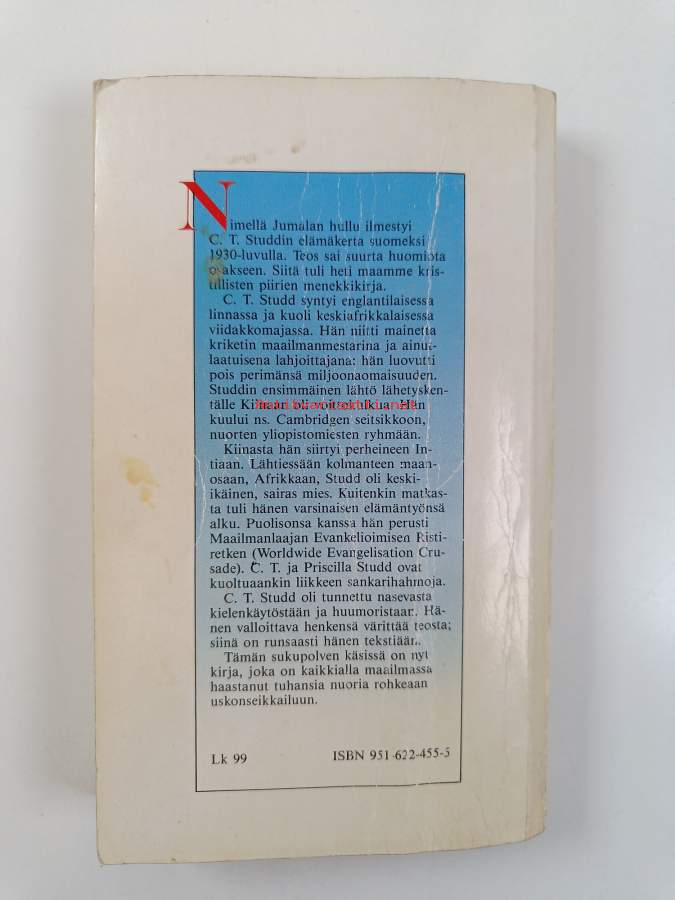 Nimellä Jumalan hullu ilmestyi
C. T. Studdin elämäkerta suomeksi
1930-luvulla. Teos sai suurta huomiota
osakseen. Siitä tuli heti maamme kris-
tillisten piirien menekkikirja.
C. T. Studd syntyi englantilaisessa
linnassa ja kuoli keskiafrikkalaisessa
viidakkomajassa. Hän niitti mainetta
kriketin maailmanmestarina ja ainut-
laatuisena lahjoittajana: hän luovutti
pois perimänsä miljoonaomaisuuden.
Studdin ensimmäinen lähtö lähetysken-
tälle Kiinaan oli voittokulkua. Hän
kuului ns. Cambridgen seitsikkoon,
nuorten yliopistomiesten ryhmään.
Kiinasta hän siirtyi perheineen In-
tiaan. Lähtiessään kolmanteen maan-
osaan, Afrikkaan, Studd oli keski-
ikäinen, sairas mies. Kuitenkin matkas-
ta tuli hänen varsinaisen elämäntyönsä
alku. Puolisonsa kanssa hän perusti
Maailmanlaajan Evankelioimisen Risti-
retken (Worldwide Evangelisation Cru-
sade). C. T. ja Priscilla Studd ovat
kuoltuaankin liikkeen sankarihahmoja.
C. T. Studd oli tunnettu nasevasta
kielenkäytöstään ja huumoristaan. Hä-
nen valloittava henkensä värittää teosta;
siinä on runsaasti hänen tekstiään.
Tämän sukupolven käsissä on nyt
kirja, joka on kaikkialla maailmassa
haastanut tuhansia nuoria rohkeaan
uskonseikkailuun.
Lk 99
ISBN 951-622-455-5